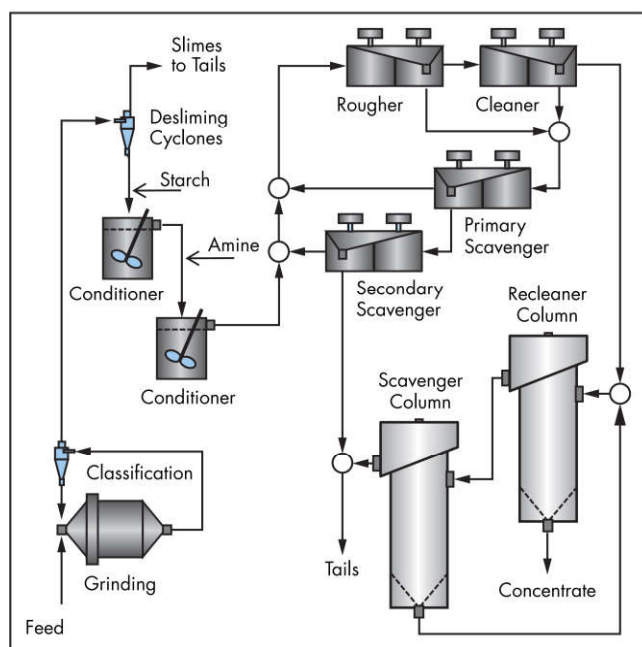 Slimes
to Tails
Rougher
Cleaner
Desliming
Cyclones
Starch
Primary
Scavenger
Amine
Conditioner
Secondary
Scavenger
Recleaner
Column
Conditioner
Scavenger
Column
Classification
Grinding
Tails
Concentrate
Feed